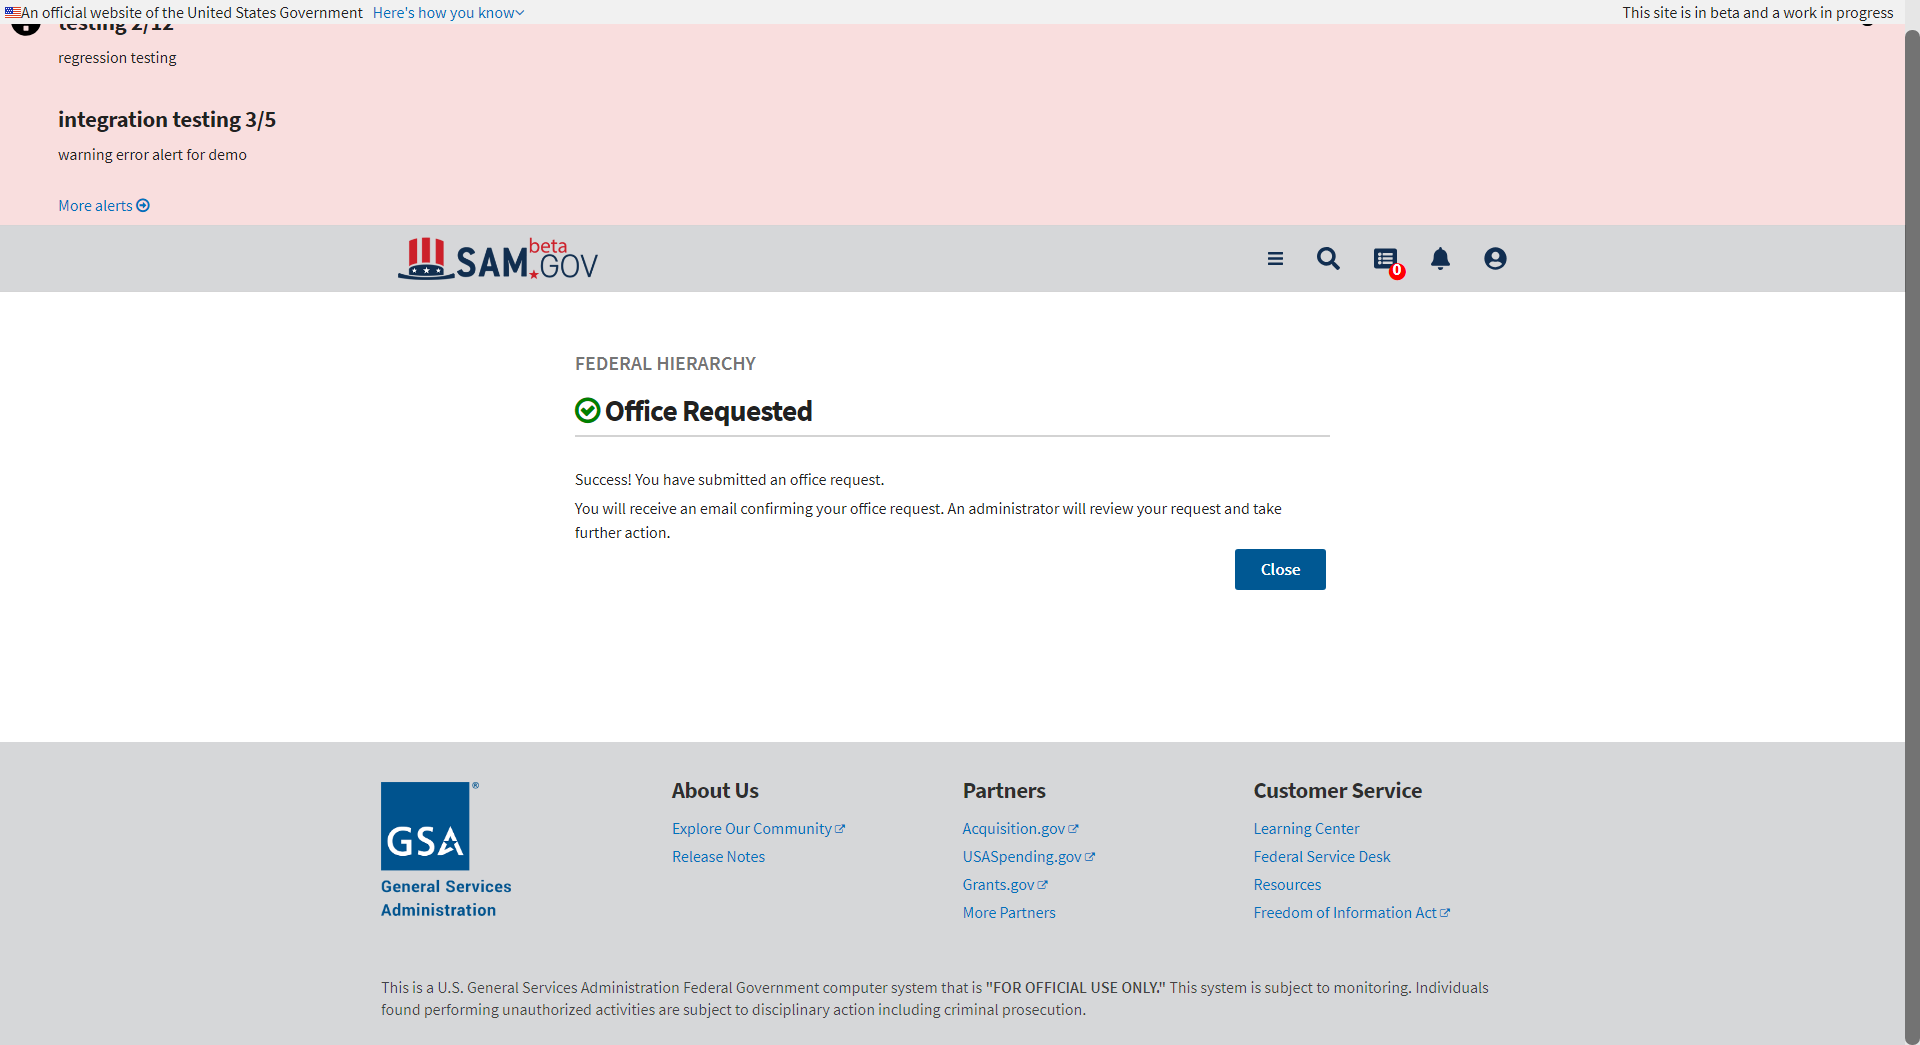 An official website of the United States Government Here's how you know
This site is in beta and a work in progress
testing 2/12
regression testing
integration testing 3/5
warning error alert for demo
More alerts
SAM.GOV beta
0
FEDERAL HIERARCHY
Office Requested
Success! You have submitted an office request.
You will receive an email confirming your office request. An administrator will review your request and take
further action.
Close
GSA ®
General Services
Administration
About Us
Explore Our Community
Release Notes
Partners
Acquisition.gov
USASpending.gov
Grants.gov
More Partners
Customer Service
Learning Center
Federal Service Desk
Resources
Freedom of Information Act
This is a U.S. General Services Administration Federal Government computer system that is "FOR OFFICIAL USE ONLY." This system is subject to monitoring. Individuals
found performing unauthorized activities are subject to disciplinary action including criminal prosecution.